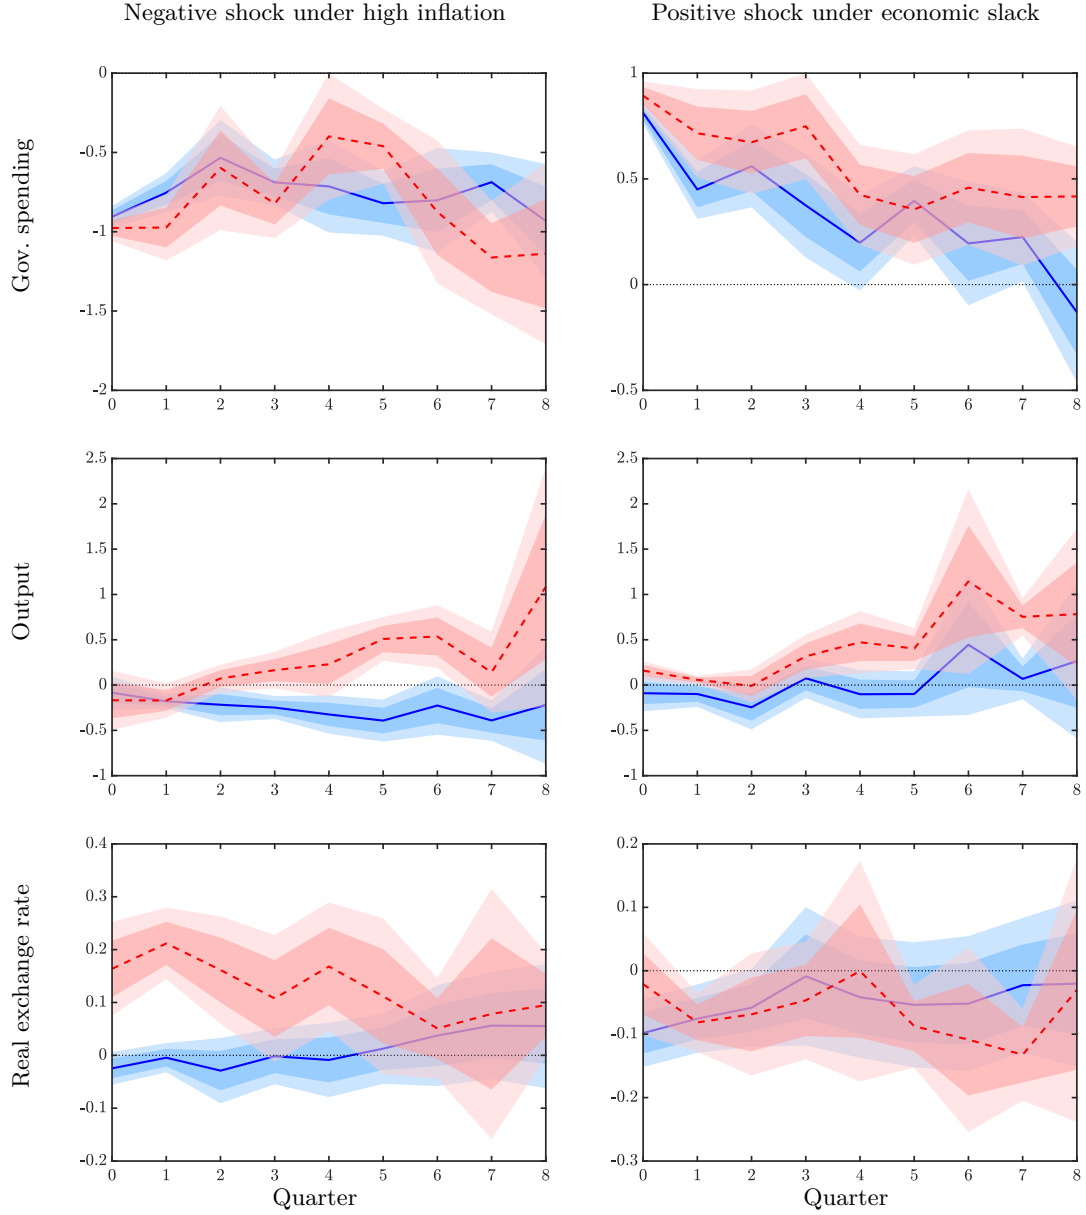 Negative shock under high inflation
Positive shock under economic slack
Gov. spending
0
-0.5
-1
-1.5
-2
0 1 2 3 4 5 6 7 8
1
0.5
0
-0.5
0 1 2 3 4 5 6 7 8
Output
2.5
2
1.5
1
0.5
0
-0.5
-1
0 1 2 3 4 5 6 7 8
2.5
2
1.5
1
0.5
0
-0.5
-1
0 1 2 3 4 5 6 7 8
Real exchange rate
0.4
0.3
0.2
0.1
0
-0.1
-0.2
0 1 2 3 4 5 6 7 8
Quarter
0.2
0.1
0
-0.1
-0.2
-0.3
0 1 2 3 4 5 6 7 8
Quarter